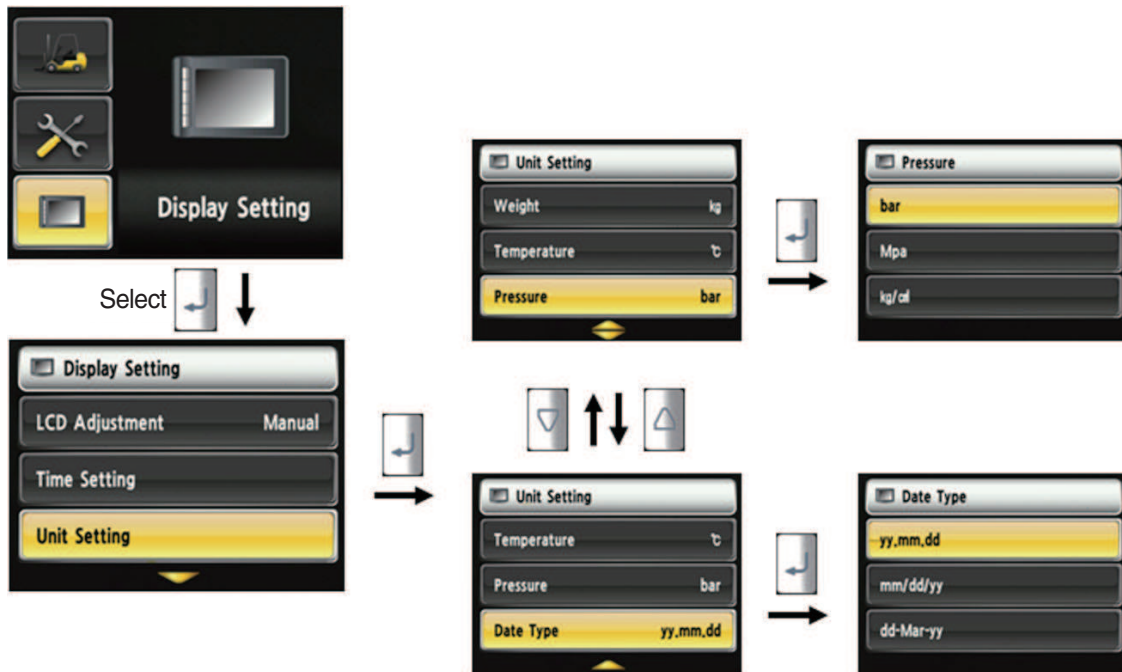 Display Setting
Select
Display Setting
LCD Adjustment Manual
Time Setting
Unit Setting
Unit Setting
Weight kg
Temperature ℃
Pressure bar
Pressure
bar
Mpa
kg/㎠
Unit Setting
Temperature ℃
Pressure bar
Date Type yy.mm.dd
Date Type
yy.mm.dd
mm/dd/yy
dd-Mar-yy